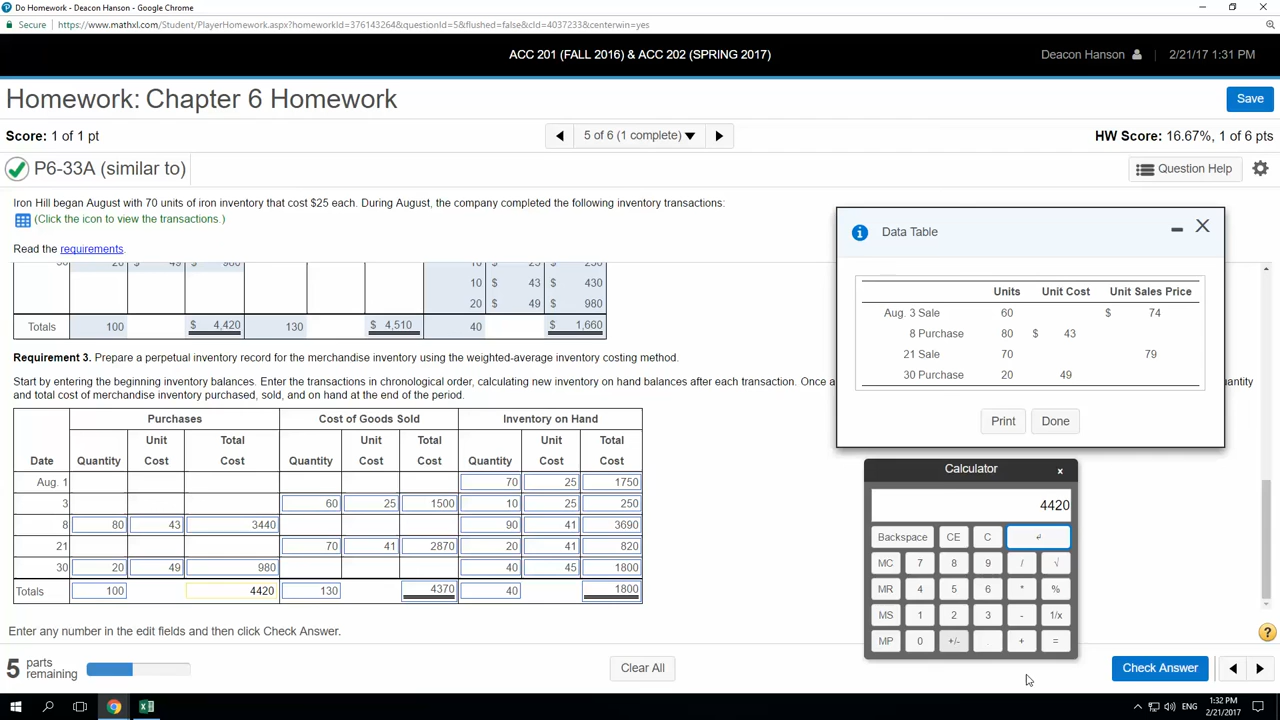 Do Homework - Deacon Hanson - Google Chrome
Secure https://www.mathxl.com/Student/PlayerHomework.aspx?homeworkId=376143264&questionId=5&flushed=false&cId=4037233&centerwin=yes
ACC 201 (FALL 2016) & ACC 202 (SPRING 2017)
Deacon Hanson 2/21/17 1:31 PM
Homework: Chapter 6 Homework
Save
Score: 1 of 1 pt
5 of 6 (1 complete)
HW Score: 16.67%, 1 of 6 pts
P6-33A (similar to)
Question Help
Iron Hill began August with 70 units of iron inventory that cost $25 each. During August, the company completed the following inventory transactions:
(Click the icon to view the transactions.)
Read the requirements.
30 20 $ 49 $ 980 10 $ 25 $ 250
10 $ 43 $ 430
20 $ 49 $ 980
Totals 100 $ 4,420 130 $ 4,510 40 $ 1,660
Requirement 3. Prepare a perpetual inventory record for the merchandise inventory using the weighted-average inventory costing method.
Start by entering the beginning inventory balances. Enter the transactions in chronological order, calculating new inventory on hand balances after each transaction. Once a
and total cost of merchandise inventory purchased, sold, and on hand at the end of the period.
Purchases Cost of Goods Sold Inventory on Hand
Unit Total Unit Total Unit Total
Date Quantity Cost Cost Quantity Cost Cost Quantity Cost Cost
Aug. 1 70 25 1750
3 60 25 1500 10 25 250
8 80 43 3440 90 41 3690
21 70 41 2870 20 41 820
30 20 49 980 40 45 1800
Totals 100 4420 130 4370 40 1800
Enter any number in the edit fields and then click Check Answer.
5 parts remaining
Clear All
Check Answer
Data Table
Units Unit Cost Unit Sales Price
Aug. 3 Sale 60 $ 74
8 Purchase 80 $ 43
21 Sale 70 79
30 Purchase 20 49
Print Done
Calculator x
4420
Backspace CE C ↲
MC 7 8 9 / √
MR 4 5 6 * %
MS 1 2 3 - 1/x
MP 0 +/- . + =
?
ENG
1:32 PM
2/21/2017